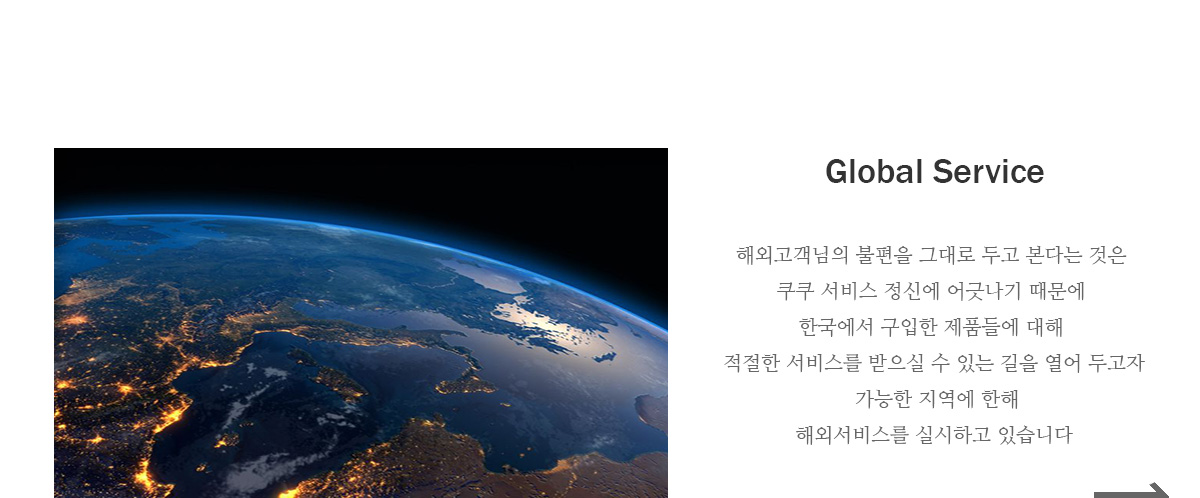 Global Service
해외고객님의 불편을 그대로 두고 본다는 것은
쿠쿠 서비스 정신에 어긋나기 때문에
한국에서 구입한 제품들에 대해
적절한 서비스를 받으실 수 있는 길을 열어 두고자
가능한 지역에 한해
해외서비스를 실시하고 있습니다